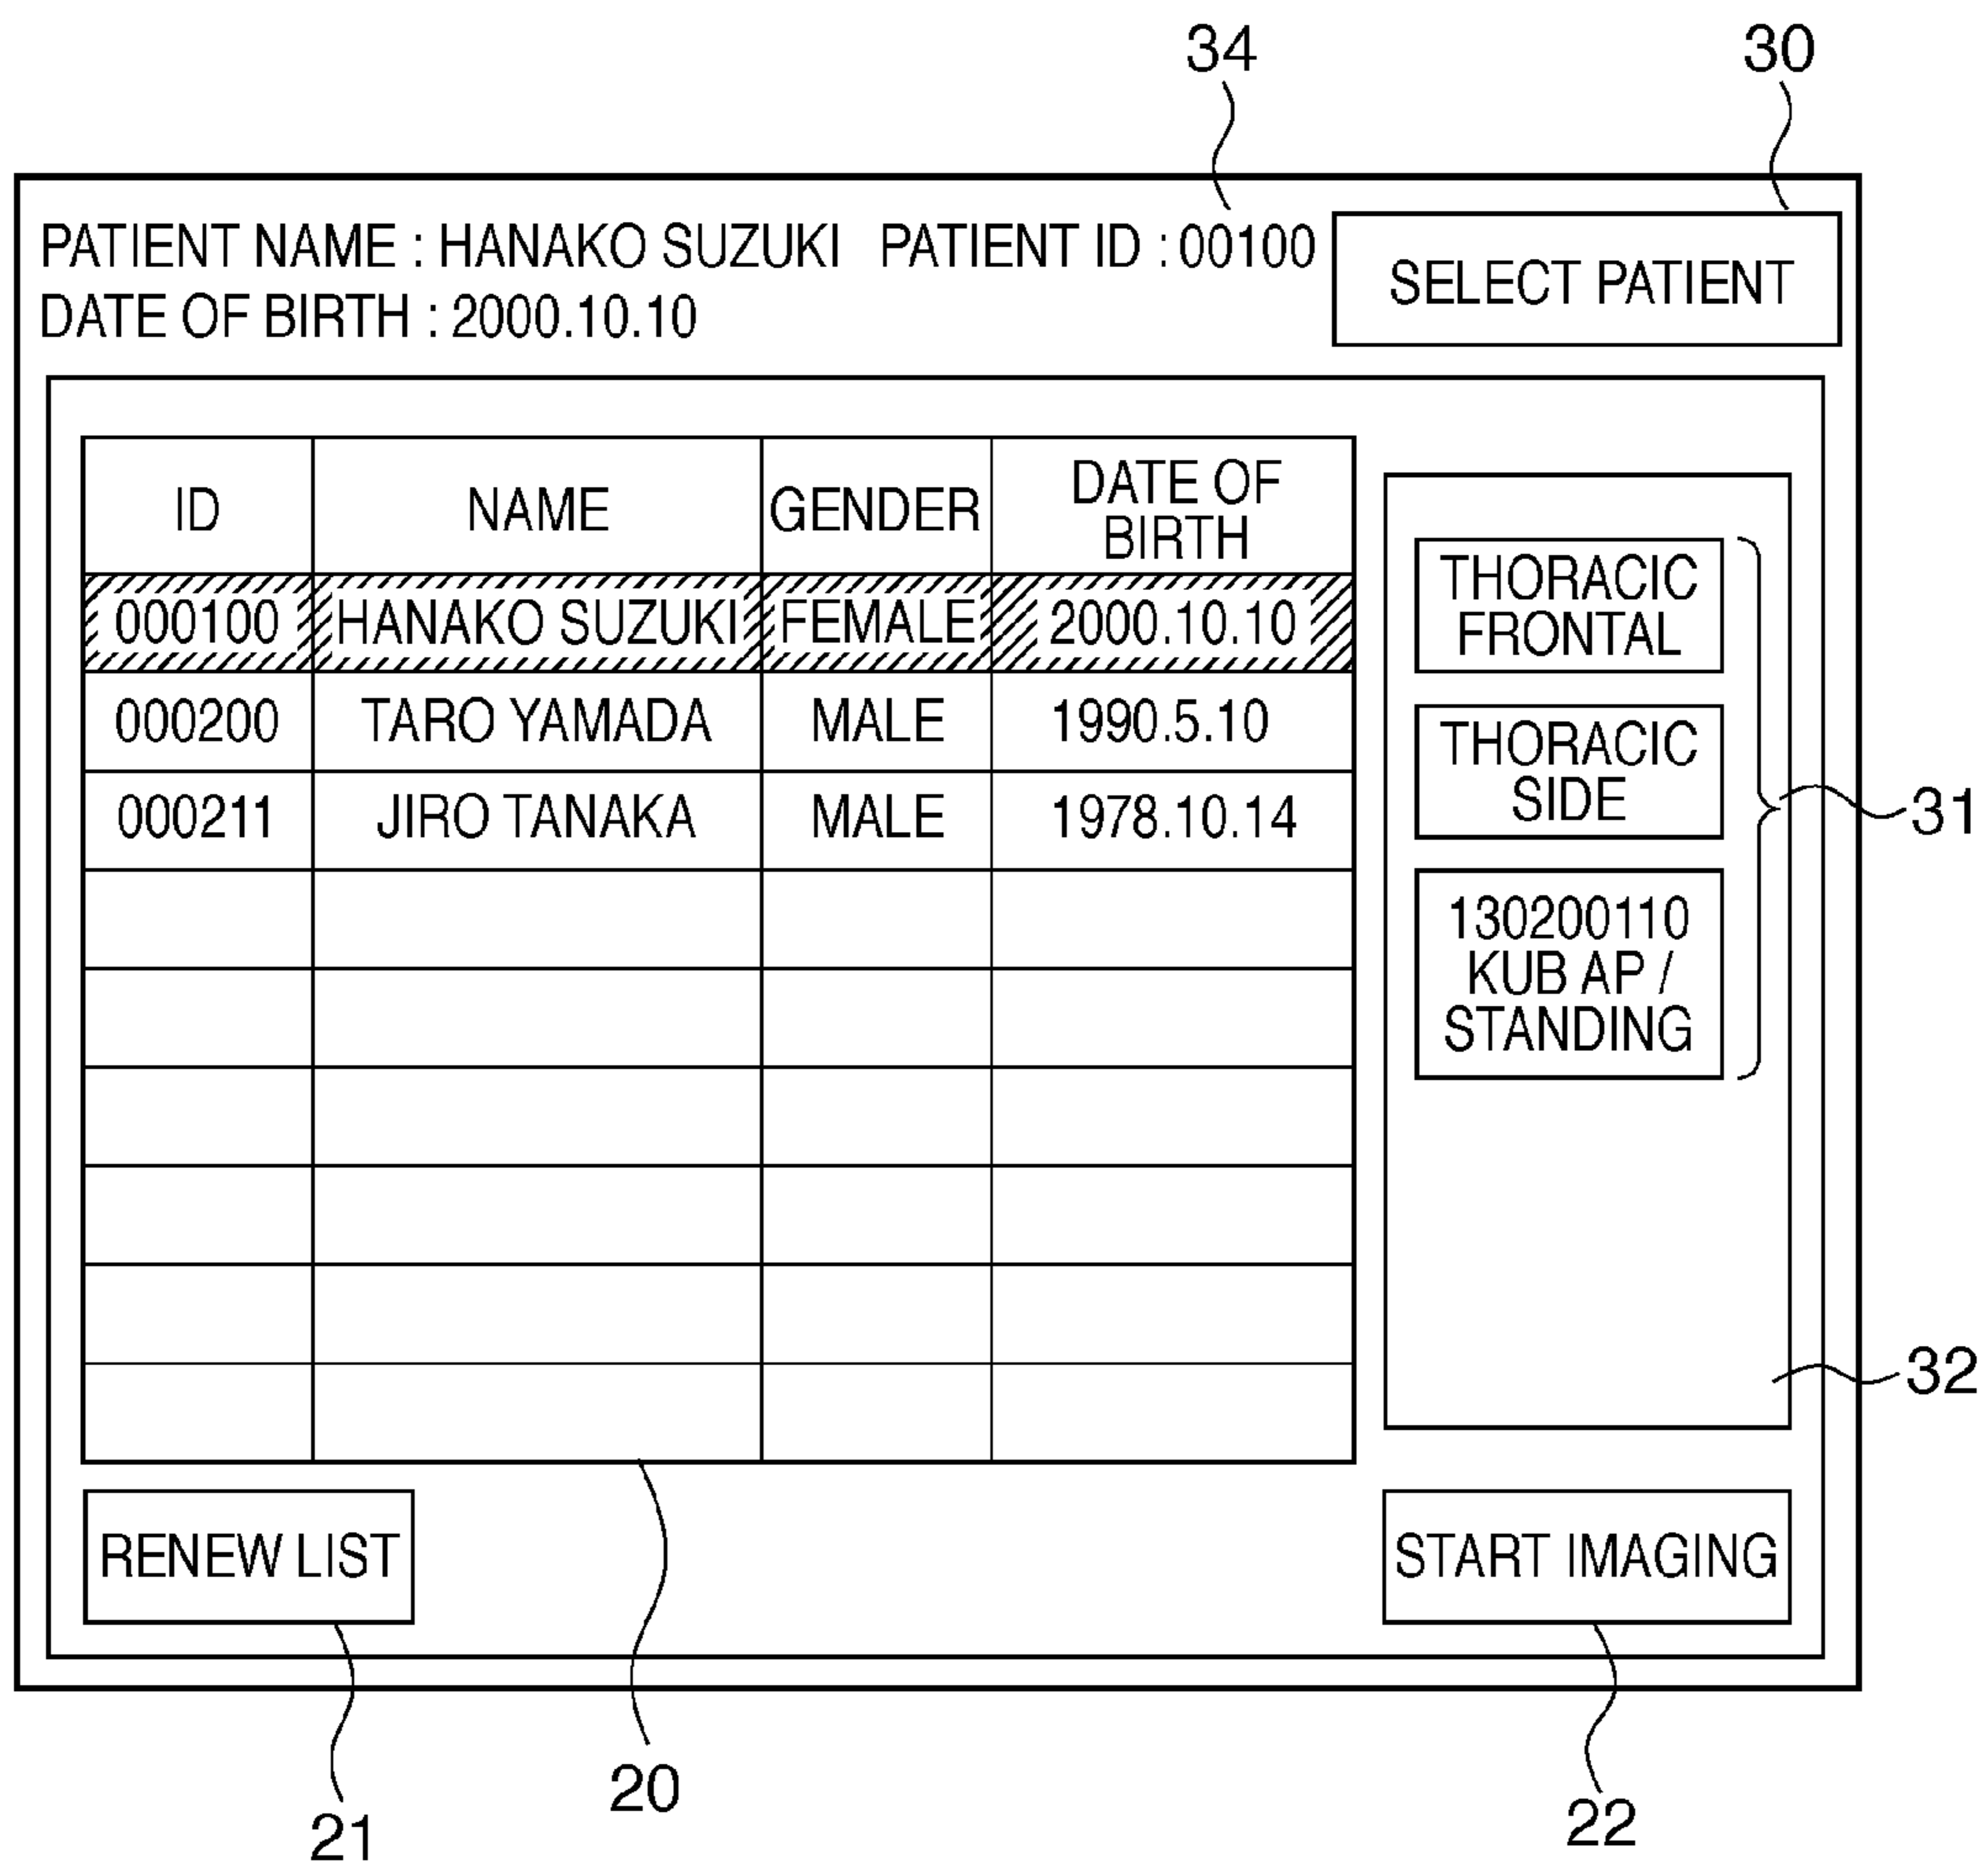 34 30
PATIENT NAME : HANAKO SUZUKI PATIENT ID : 00100
DATE OF BIRTH : 2000.10.10
SELECT PATIENT
ID NAME GENDER DATE OF BIRTH
000100 HANAKO SUZUKI FEMALE 2000.10.10
000200 TARO YAMADA MALE 1990.5.10
000211 JIRO TANAKA MALE 1978.10.14
THORACIC
FRONTAL
THORACIC
SIDE
130200110
KUB AP /
STANDING
31
32
RENEW LIST
START IMAGING
21
20
22